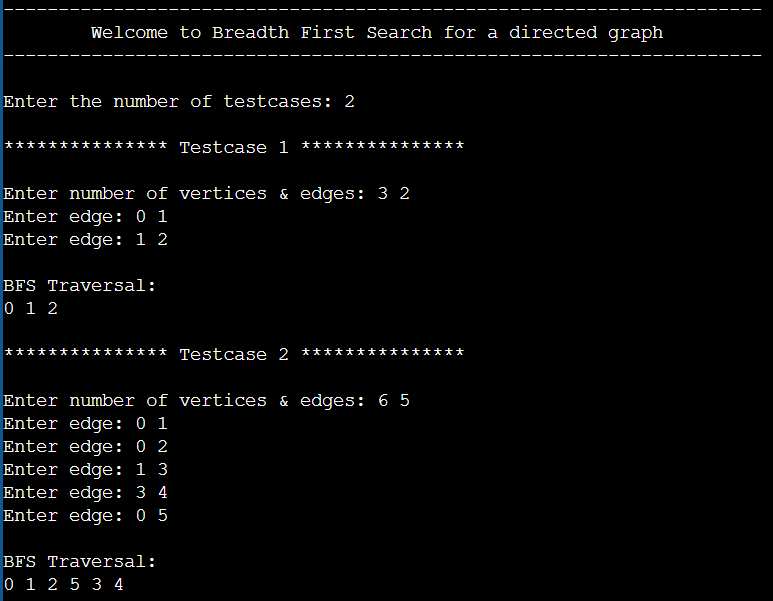 ---------------------------------------------------------------------
Welcome to Breadth First Search for a directed graph
---------------------------------------------------------------------
Enter the number of testcases: 2
*************** Testcase 1 ***************
Enter number of vertices & edges: 3 2
Enter edge: 0 1
Enter edge: 1 2
BFS Traversal:
0 1 2
*************** Testcase 2 ***************
Enter number of vertices & edges: 6 5
Enter edge: 0 1
Enter edge: 0 2
Enter edge: 1 3
Enter edge: 3 4
Enter edge: 0 5
BFS Traversal:
0 1 2 5 3 4